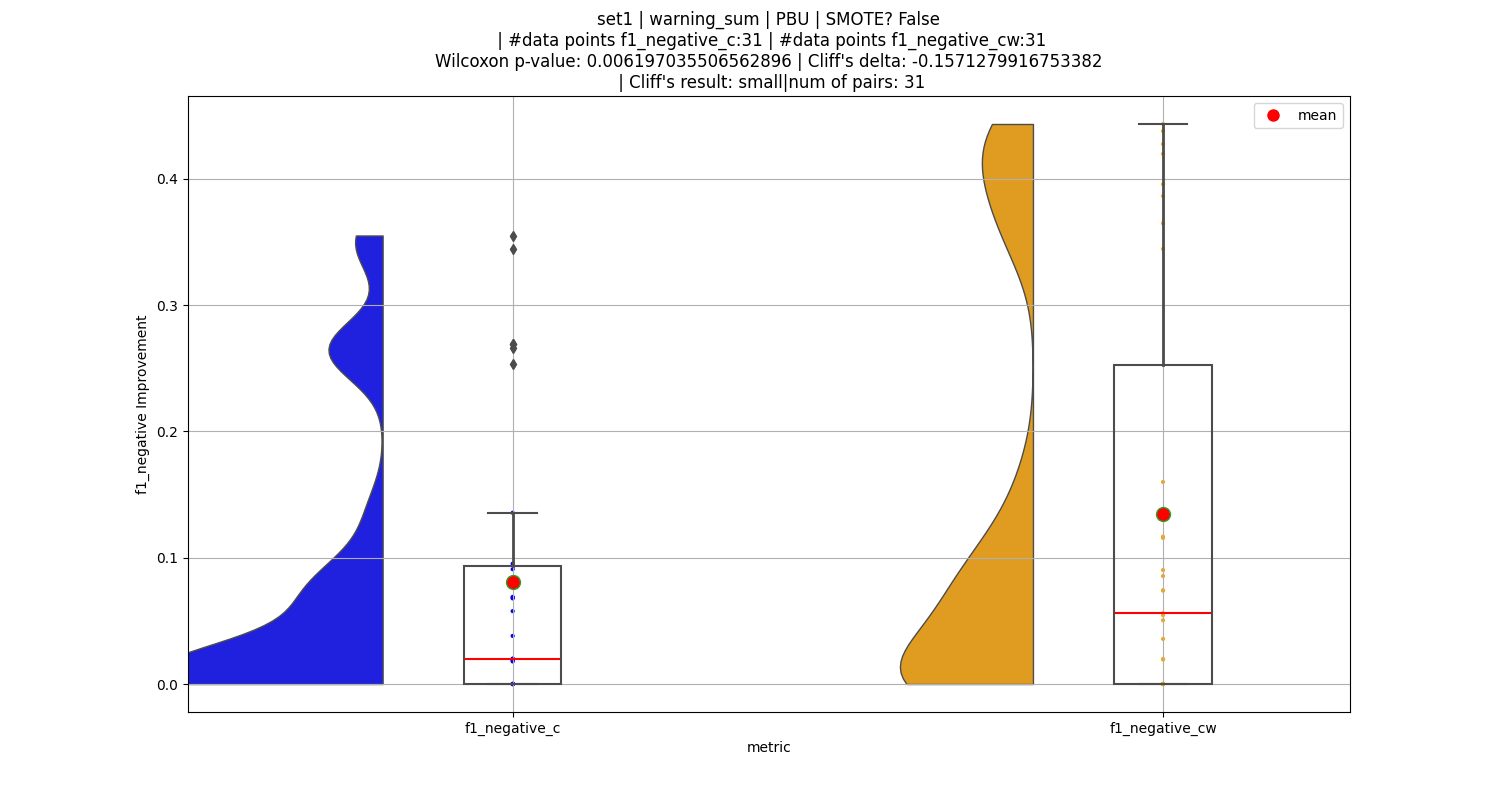 set1 | warning_sum | PBU | SMOTE? False
| #data points f1_negative_c:31 | #data points f1_negative_cw:31
Wilcoxon p-value: 0.006197035506562896 | Cliff's delta: -0.1571279916753382
| Cliff's result: small|num of pairs: 31
mean
0.4
0.3
0.2
0.1
0.0
f1_negative Improvement
f1_negative_c
f1_negative_cw
metric